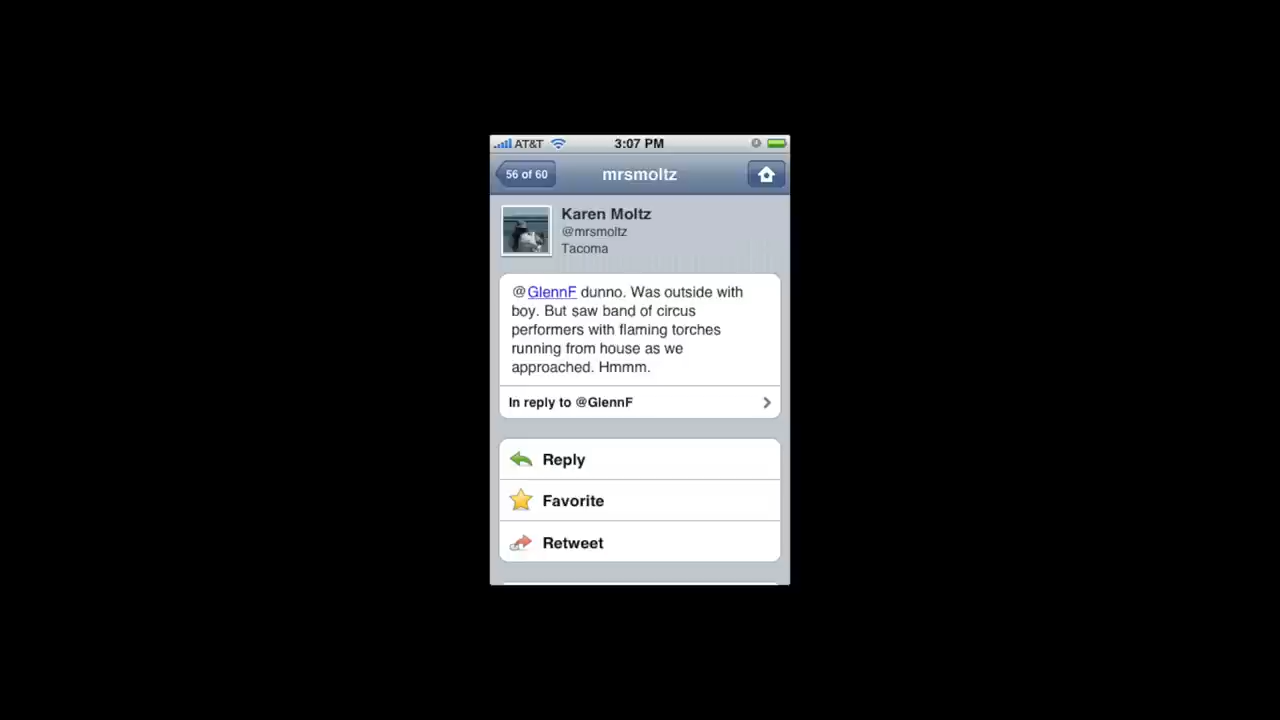 AT&T 3:07 PM
56 of 60 mrsmoltz
Karen Moltz
@mrsmoltz
Tacoma
@GlennF dunno. Was outside with
boy. But saw band of circus
performers with flaming torches
running from house as we
approached. Hmmm.
In reply to @GlennF
Reply
Favorite
Retweet